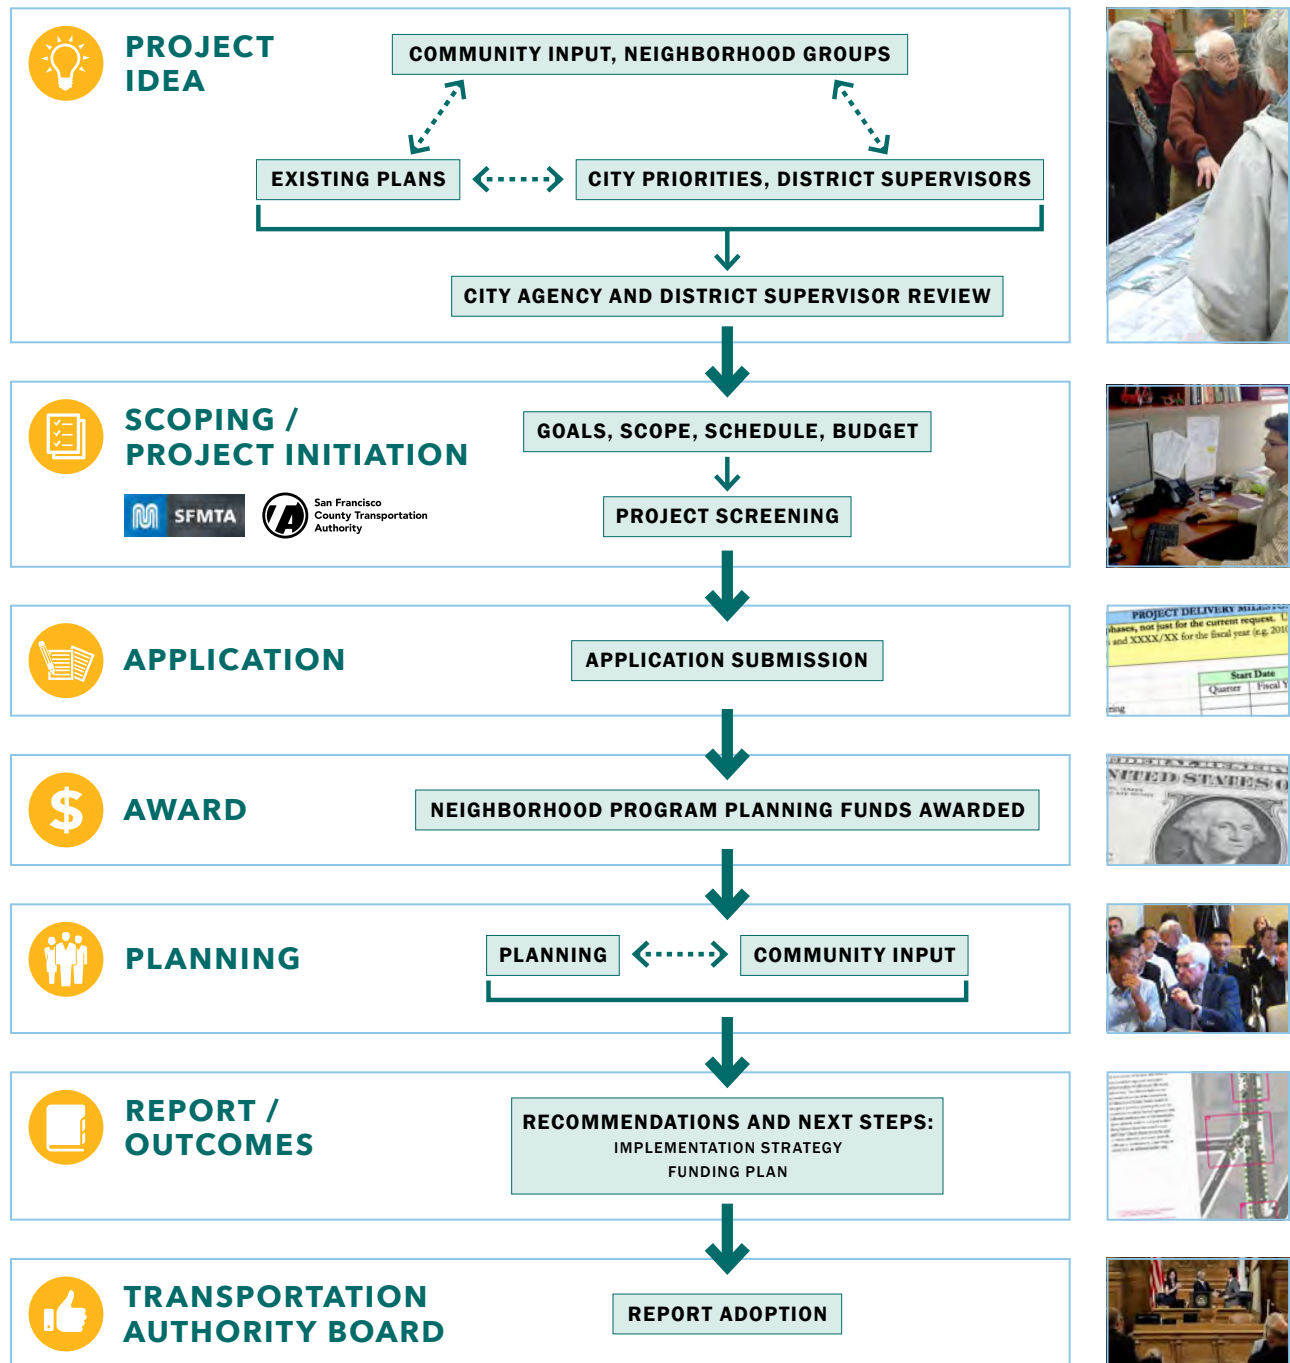 PROJECT
IDEA
COMMUNITY INPUT, NEIGHBORHOOD GROUPS
EXISTING PLANS
CITY PRIORITIES, DISTRICT SUPERVISORS
CITY AGENCY AND DISTRICT SUPERVISOR REVIEW
SCOPING /
PROJECT INITIATION
SFMTA
San Francisco
County Transportation
Authority
GOALS, SCOPE, SCHEDULE, BUDGET
PROJECT SCREENING
APPLICATION
APPLICATION SUBMISSION
PROJECT DELIVERY
phases, not just for the current request.
and XXXX/XX for the fiscal year (e.g. 2010
Start Date
Quarter Fiscal Y
AWARD
$
NEIGHBORHOOD PROGRAM PLANNING FUNDS AWARDED
NITED STATES O
PLANNING
PLANNING
COMMUNITY INPUT
REPORT /
OUTCOMES
RECOMMENDATIONS AND NEXT STEPS:
IMPLEMENTATION STRATEGY
FUNDING PLAN
TRANSPORTATION
AUTHORITY BOARD
REPORT ADOPTION